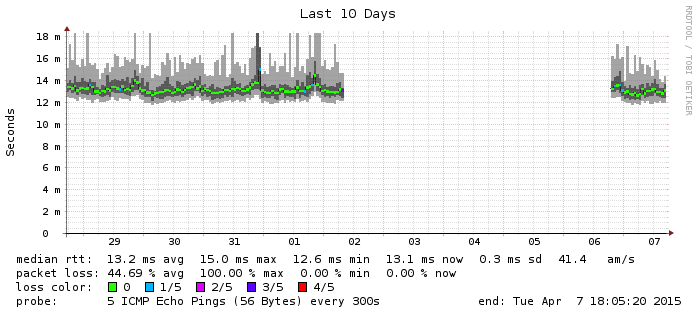 Last 10 Days
RRDTOOL / TOBI OETIKER
Seconds
18 m
16 m
14 m
12 m
10 m
8 m
6 m
4 m
2 m
0
29 30 31 01 02 03 04 05 06 07
median rtt: 13.2 ms avg 15.0 ms max 12.6 ms min 13.1 ms now 0.3 ms sd 41.4 am/s
packet loss: 44.69 % avg 100.00 % max 0.00 % min 0.00 % now
loss color: 0 1/5 2/5 3/5 4/5
probe: 5 ICMP Echo Pings (56 Bytes) every 300s end: Tue Apr 7 18:05:20 2015